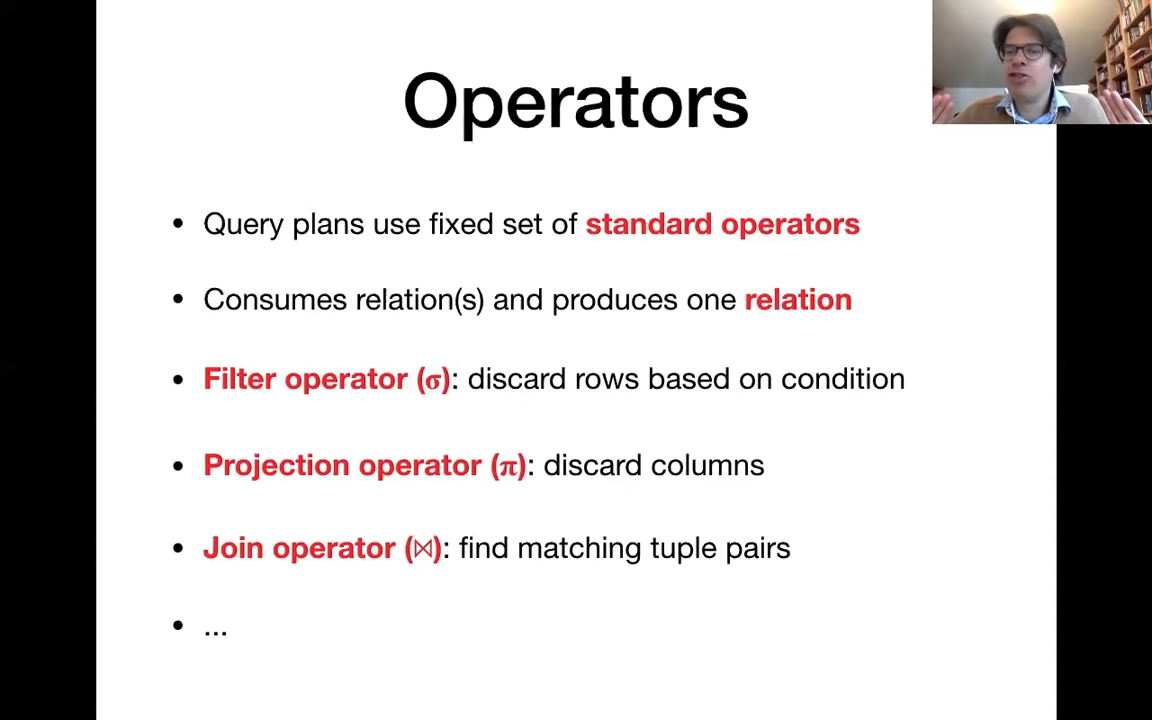 Operators
• Query plans use fixed set of standard operators
• Consumes relation(s) and produces one relation
• Filter operator (σ): discard rows based on condition
• Projection operator (π): discard columns
• Join operator (⋈): find matching tuple pairs
• ...